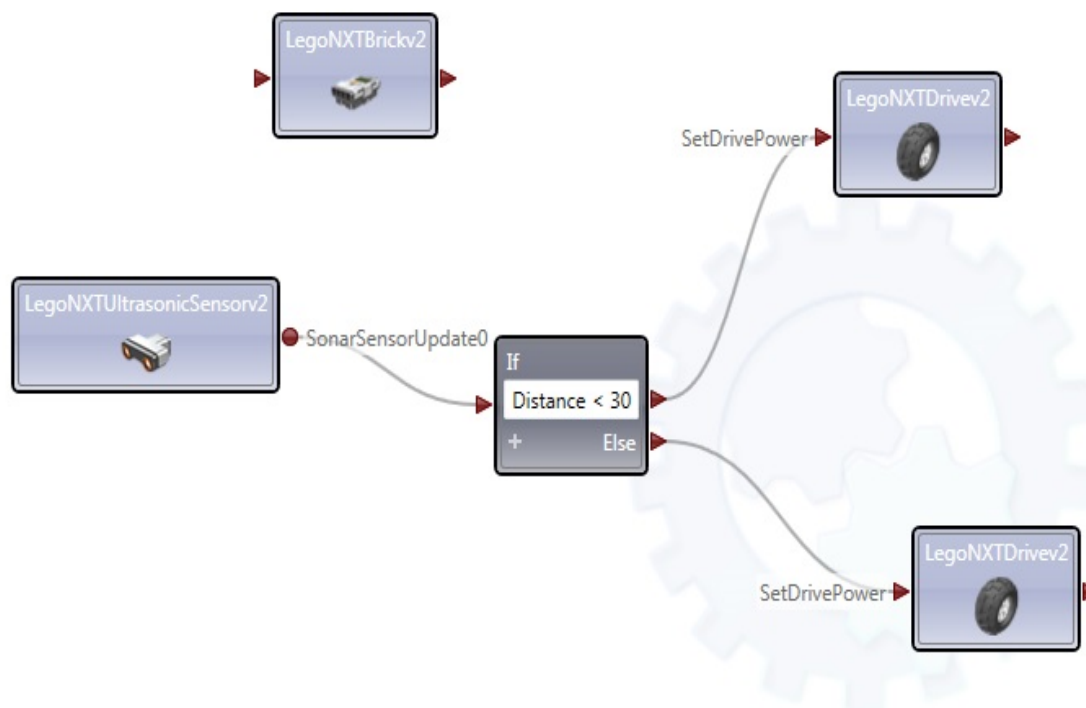 LegoNXTBrickv2
LegoNXTDrivev2
SetDrivePower
LegoNXTUltrasonicSensorv2
SonarSensorUpdate0
If
Distance < 30
+ Else
LegoNXTDrivev2
SetDrivePower